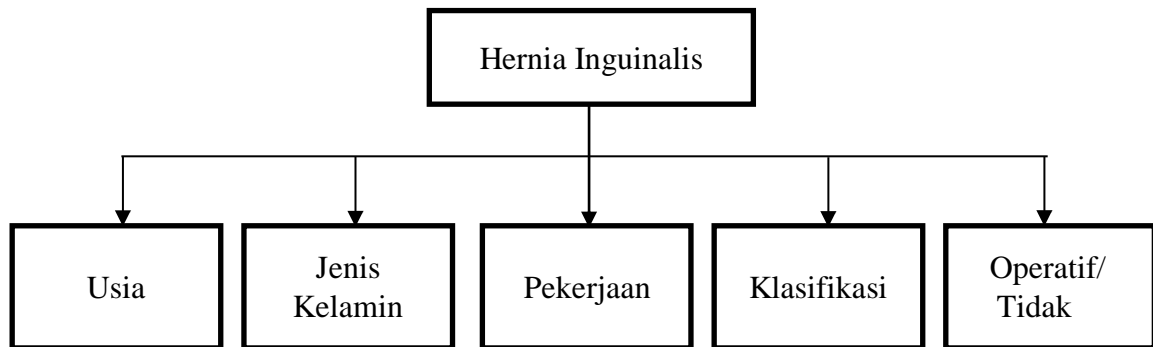 Hernia Inguinalis
Usia
Jenis
Kelamin
Pekerjaan
Klasifikasi
Operatif/
Tidak